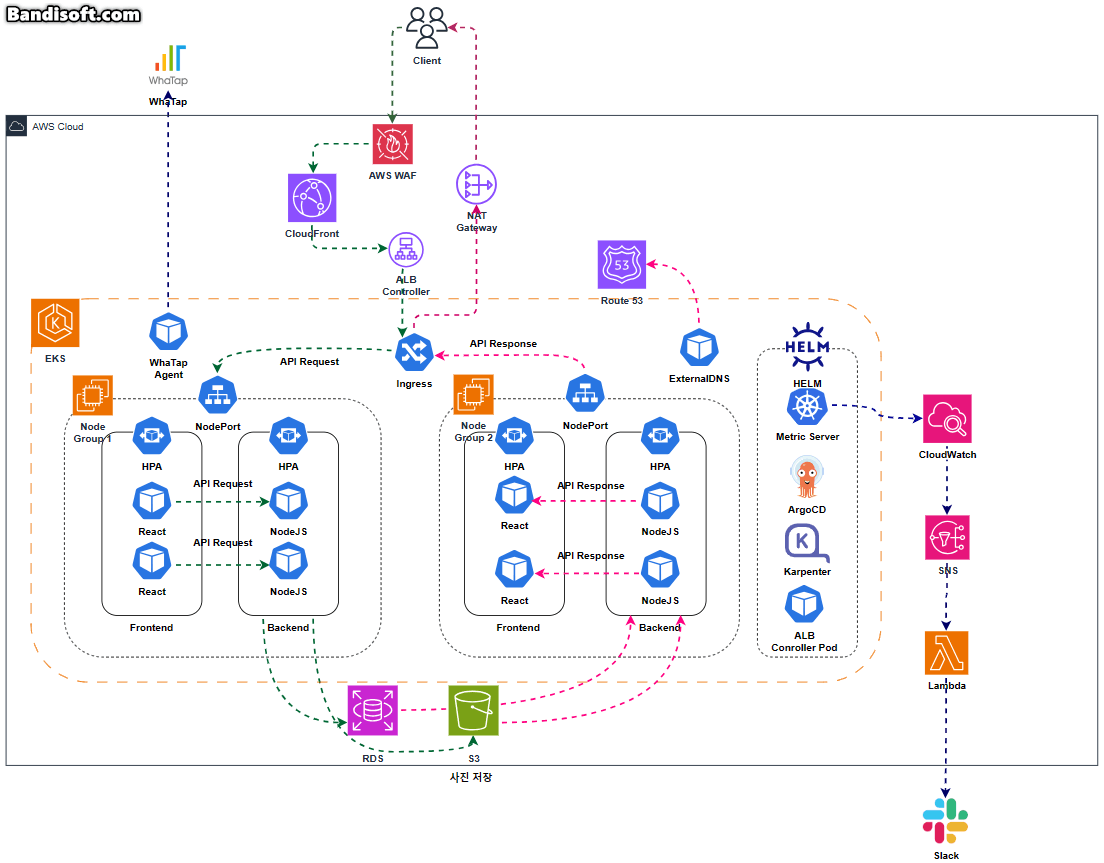 Bandisoft.com
Client
WhaTap
WhaTap
AWS Cloud
AWS WAF
CloudFront
NAT
Gateway
ALB
Controller
53
Route 53
EKS
WhaTap
Agent
API Request
Ingress
API Response
ExternalDNS
HELM
HELM
Node
Group 1
NodePort
Node
Group 2
NodePort
Metric Server
CloudWatch
HPA
HPA
HPA
HPA
API Request
API Response
React
NodeJS
React
NodeJS
ArgoCD
API Request
API Response
React
NodeJS
React
NodeJS
K
Karpenter
SNS
Frontend
Backend
Frontend
Backend
ALB
Conroller Pod
Lambda
RDS
S3
사진 저장
Slack